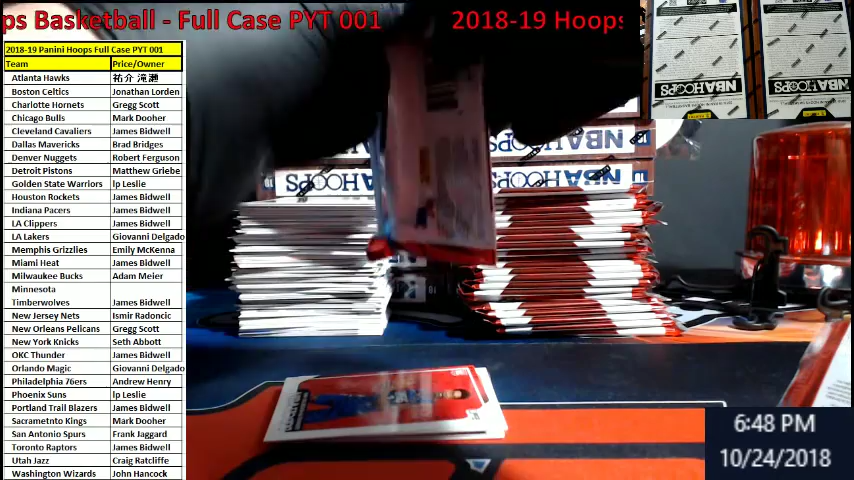 ps Basketball - Full Case PYT 001 2018-19 Hoops
2018-19 Panini Hoops Full Case PYT 001
Team Price/Owner
Atlanta Hawks 祐介 滝瀬
Boston Celtics Jonathan Lorden
Charlotte Hornets Gregg Scott
Chicago Bulls Mark Dooher
Cleveland Cavaliers James Bidwell
Dallas Mavericks Brad Bridges
Denver Nuggets Robert Ferguson
Detroit Pistons Matthew Griebe
Golden State Warriors lp Leslie
Houston Rockets James Bidwell
Indiana Pacers James Bidwell
LA Clippers James Bidwell
LA Lakers Giovanni Delgado
Memphis Grizzlies Emily McKenna
Miami Heat James Bidwell
Milwaukee Bucks Adam Meier
Minnesota
Timberwolves James Bidwell
New Jersey Nets Ismir Radoncic
New Orleans Pelicans Gregg Scott
New York Knicks Seth Abbott
OKC Thunder James Bidwell
Orlando Magic Giovanni Delgado
Philadelphia 76ers Andrew Henry
Phoenix Suns lp Leslie
Portland Trail Blazers James Bidwell
Sacrametnto Kings Mark Dooher
San Antonio Spurs Frank Jaggard
Toronto Raptors James Bidwell
Utah Jazz Craig Ratcliffe
Washington Wizards John Hancock
NBA HOOPS
NBA HOOPS
NBA HOOPS
NBA HOOPS
6:48 PM
10/24/2018